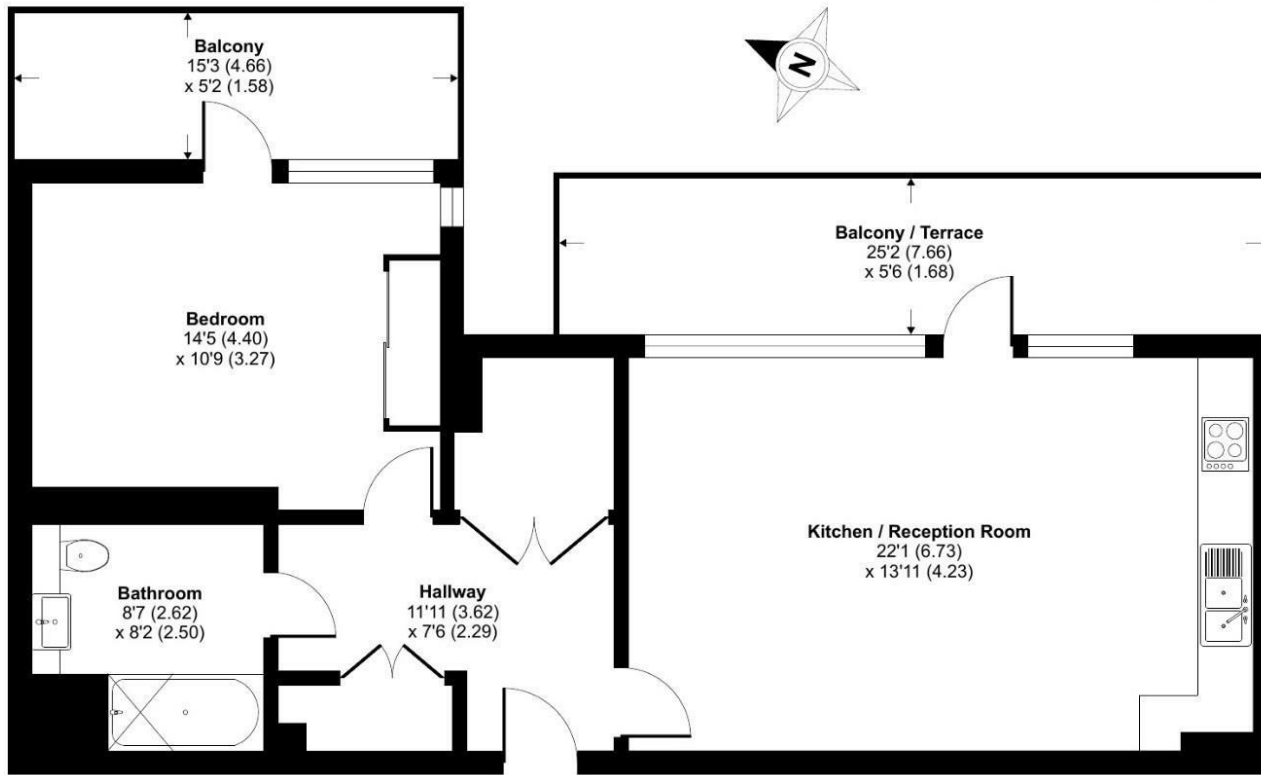 Balcony
15'3 (4.66)
x 5'2 (1.58)
N
Balcony / Terrace
25'2 (7.66)
x 5'6 (1.68)
Bedroom
14'5 (4.40)
x 10'9 (3.27)
Kitchen / Reception Room
22'1 (6.73)
x 13'11 (4.23)
Bathroom
8'7 (2.62)
x 8'2 (2.50)
Hallway
11'11 (3.62)
x 7'6 (2.29)